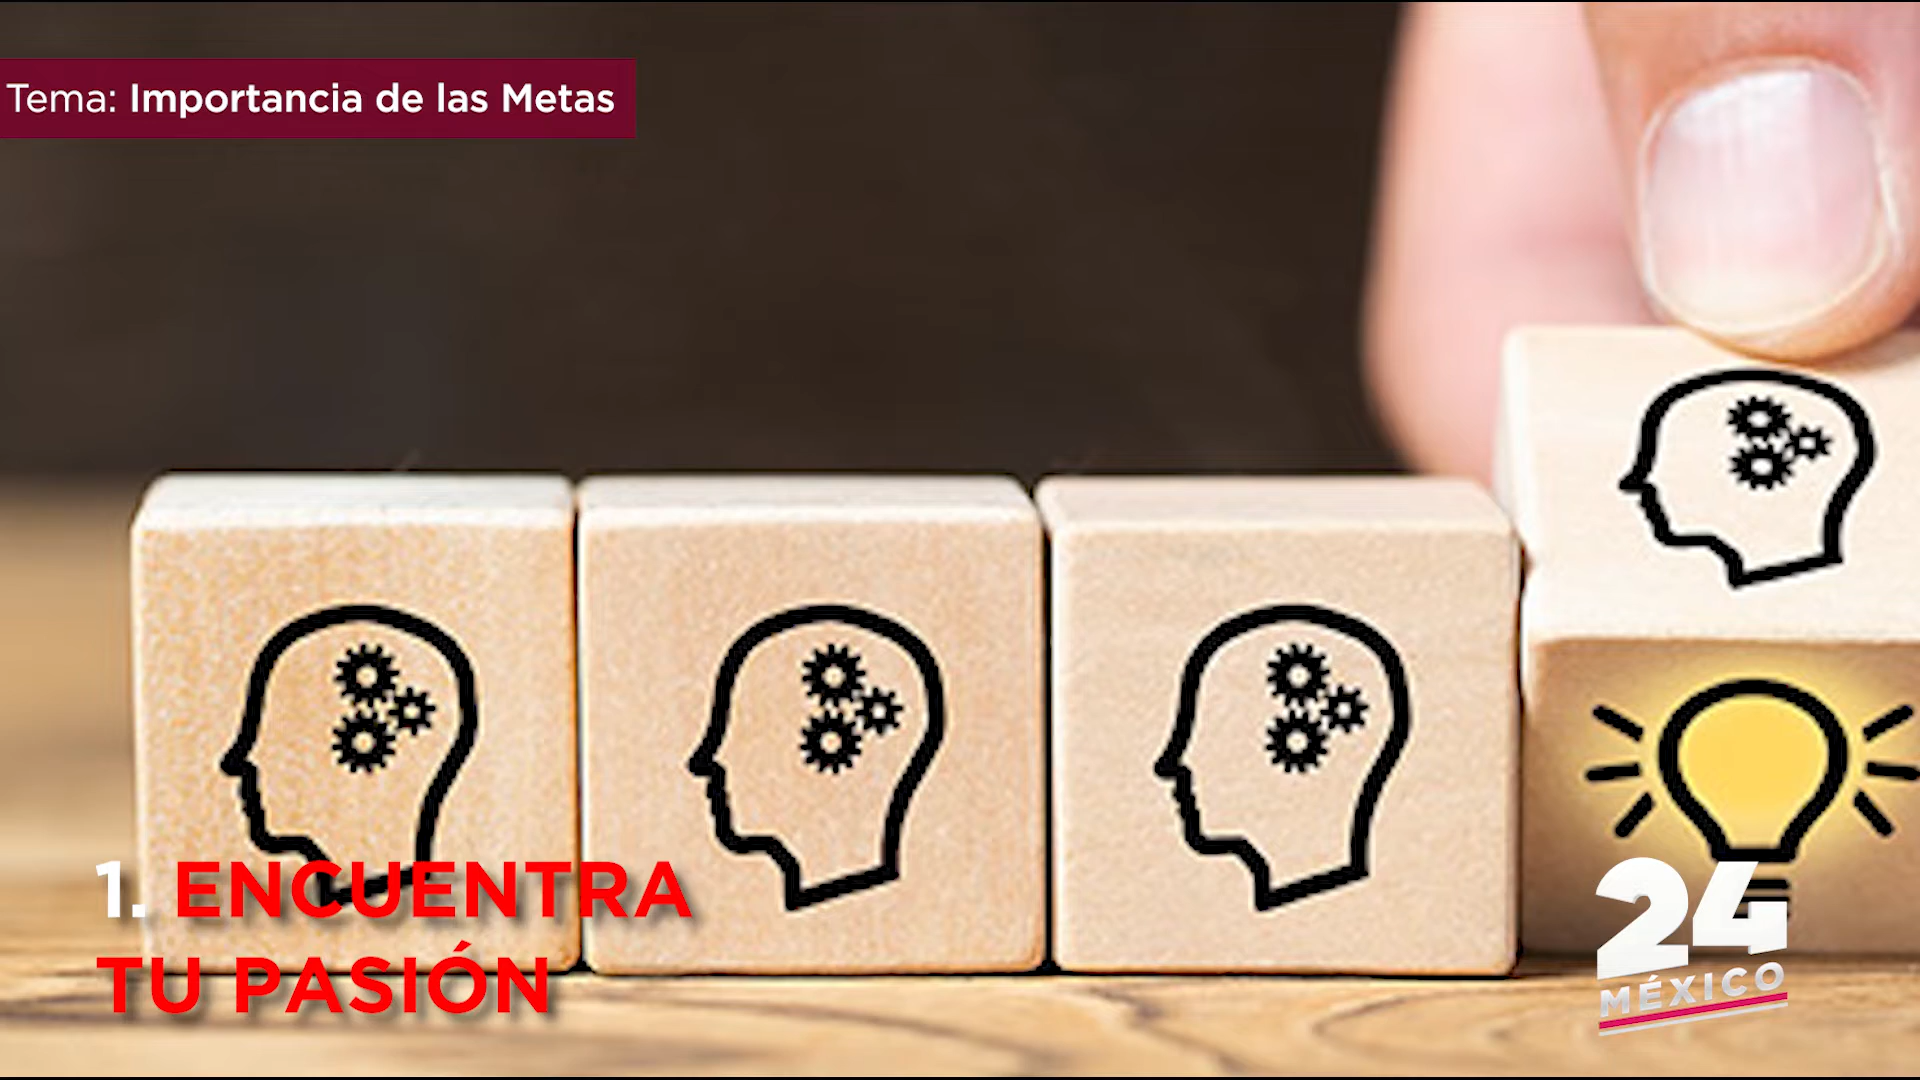 Tema: Importancia de las Metas
1. ENCUENTRA
TU PASIÓN
24
MÉXICO